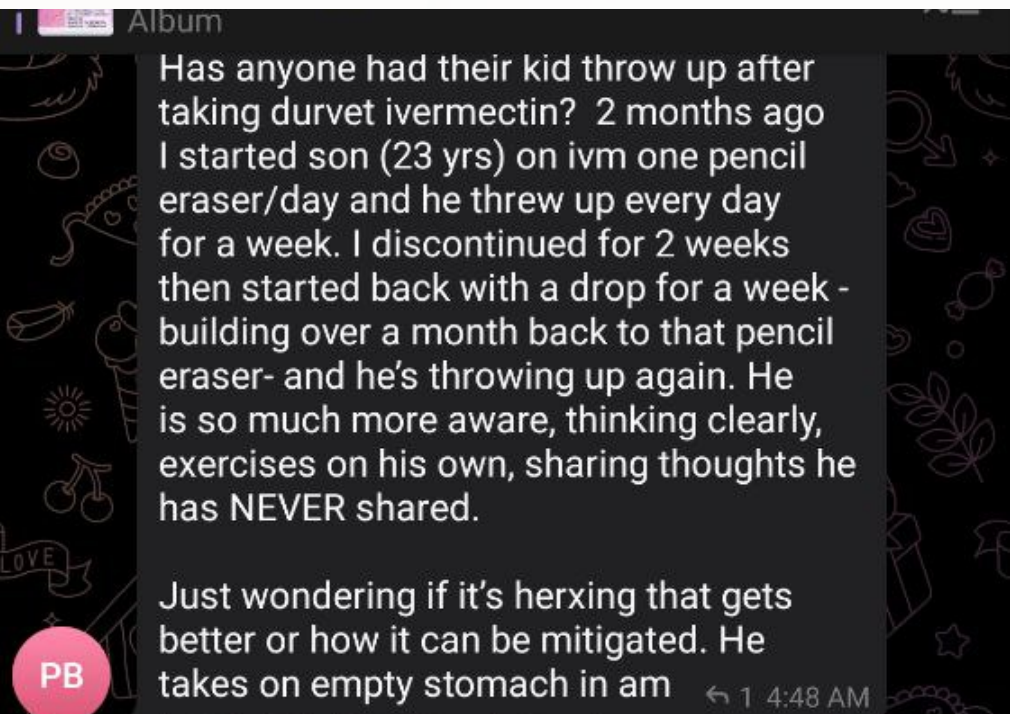 Album
Has anyone had their kid throw up after
taking durvet ivermectin?  2 months ago
I started son (23 yrs) on ivm one pencil
eraser/day and he threw up every day
for a week. I discontinued for 2 weeks
then started back with a drop for a week -
building over a month back to that pencil
eraser- and he’s throwing up again. He
is so much more aware, thinking clearly,
exercises on his own, sharing thoughts he
has NEVER shared.
LOVE
Just wondering if it’s herxing that gets
better or how it can be mitigated. He
takes on empty stomach in am
1 4:48 AM
PB